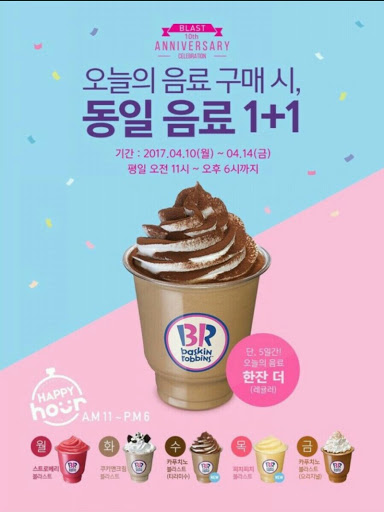 BLAST
10th
ANNIVERSARY
CELEBRATION
오늘의 음료 구매 시,
동일 음료 1+1
기간 : 2017.04.10(월) ~ 04.14(금)
평일 오전 11시 ~ 오후 6시까지
BR
baskin
robbins
단, 5일간!
오늘의 음료
한잔 더
(레귤러)
HAPPY
hour
AM11~PM6
월
스트로베리
블라스트
화
쿠키앤크림
블라스트
수
카푸치노
블라스트
(티라미수)
NEW
목
피치피치
블라스트
NEW
금
카푸치노
블라스트
(오리지널)